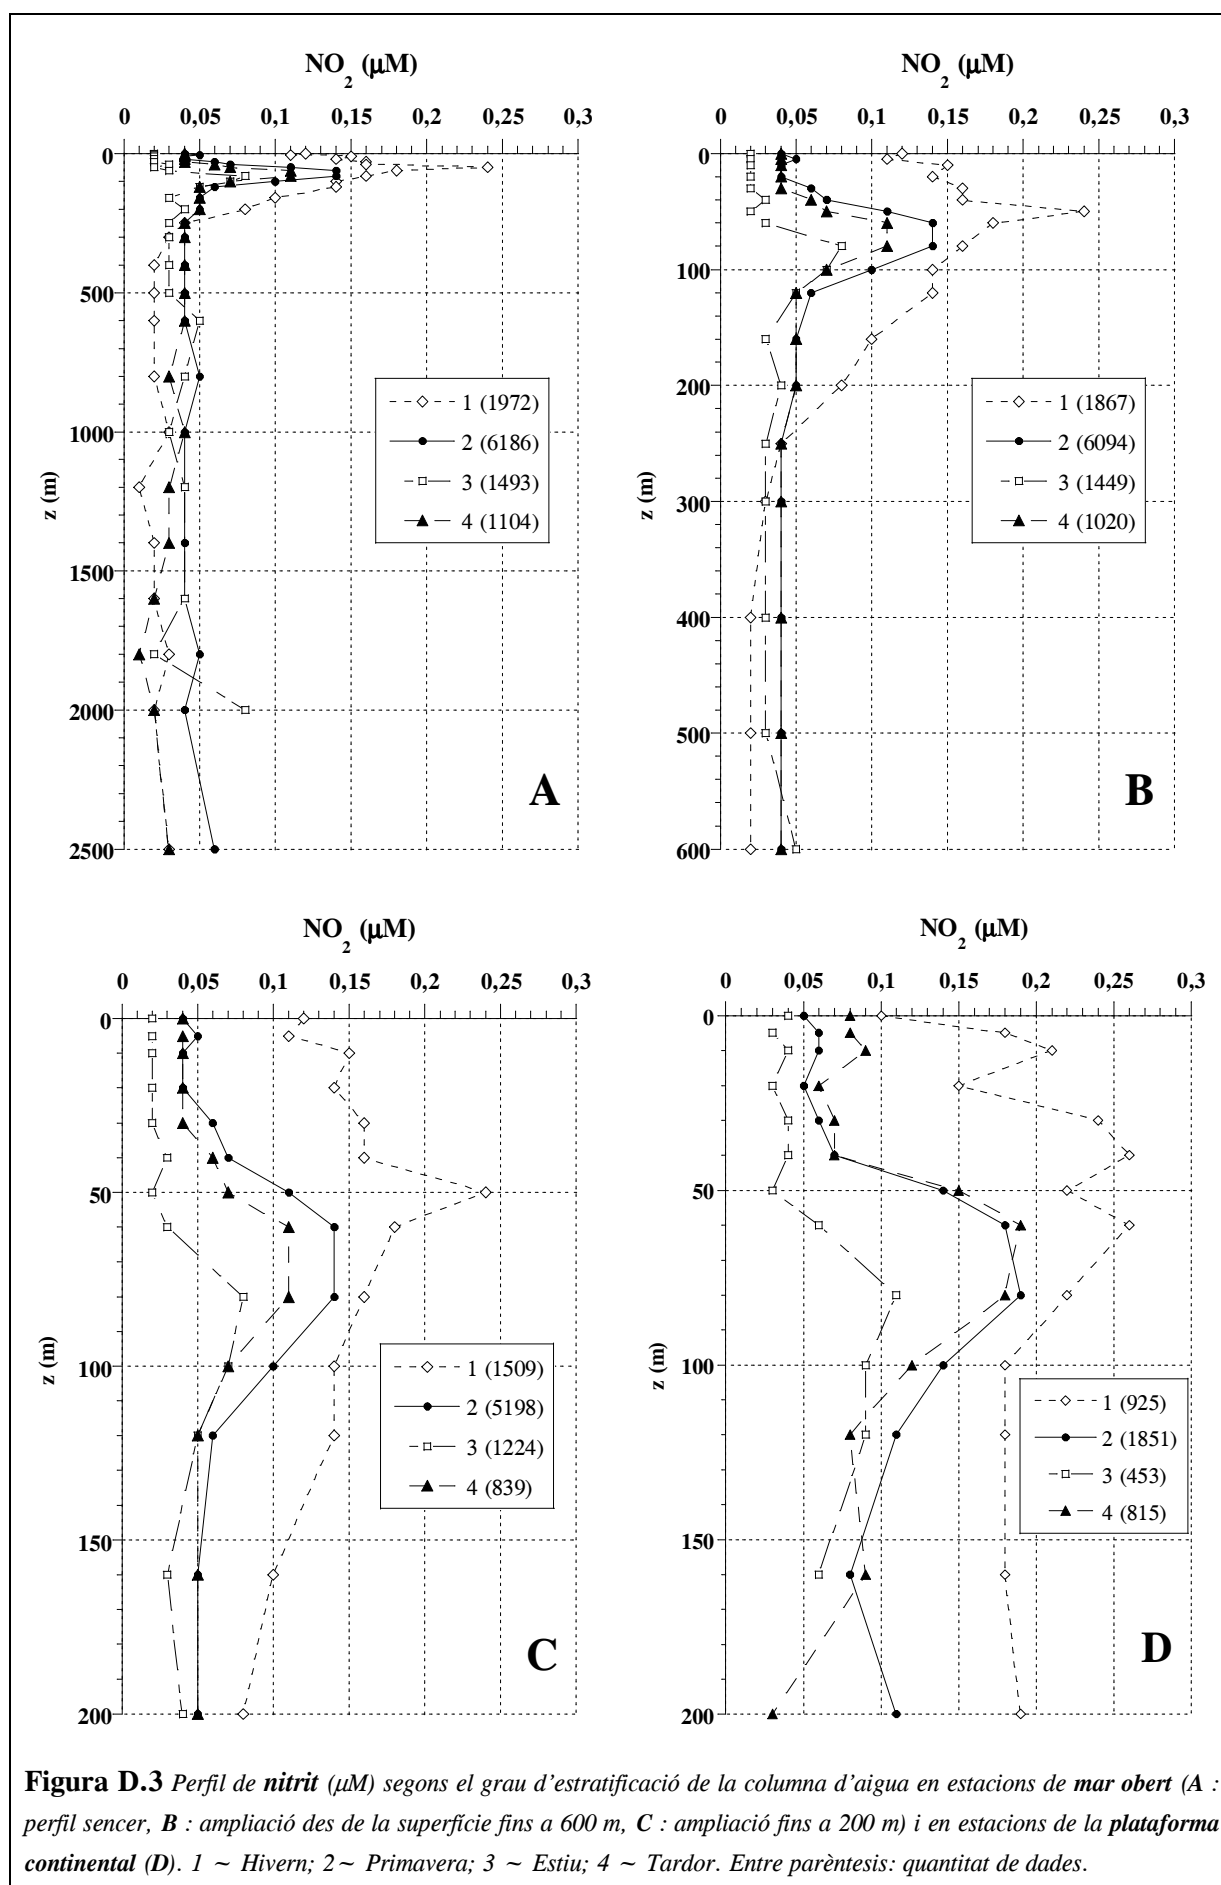 NO2 (µM)
0 0,05 0,1 0,15 0,2 0,25 0,3
0
500
1000
1500
2000
2500
z (m)
1 (1972)
2 (6186)
3 (1493)
4 (1104)
A
NO2 (µM)
0 0,05 0,1 0,15 0,2 0,25 0,3
0
100
200
300
400
500
600
z (m)
1 (1867)
2 (6094)
3 (1449)
4 (1020)
B
NO2 (µM)
0 0,05 0,1 0,15 0,2 0,25 0,3
0
50
100
150
200
z (m)
1 (1509)
2 (5198)
3 (1224)
4 (839)
C
NO2 (µM)
0 0,05 0,1 0,15 0,2 0,25 0,3
0
50
100
150
200
z (m)
1 (925)
2 (1851)
3 (453)
4 (815)
D
Figura D.3 Perfil de nitrit (µM) segons el grau d'estratificació de la columna d'aigua en estacions de mar obert (A :
perfil sencer, B : ampliació des de la superfície fins a 600 m, C : ampliació fins a 200 m) i en estacions de la plataforma
continental (D). 1 ~ Hivern; 2~ Primavera; 3 ~ Estiu; 4 ~ Tardor. Entre parèntesis: quantitat de dades.